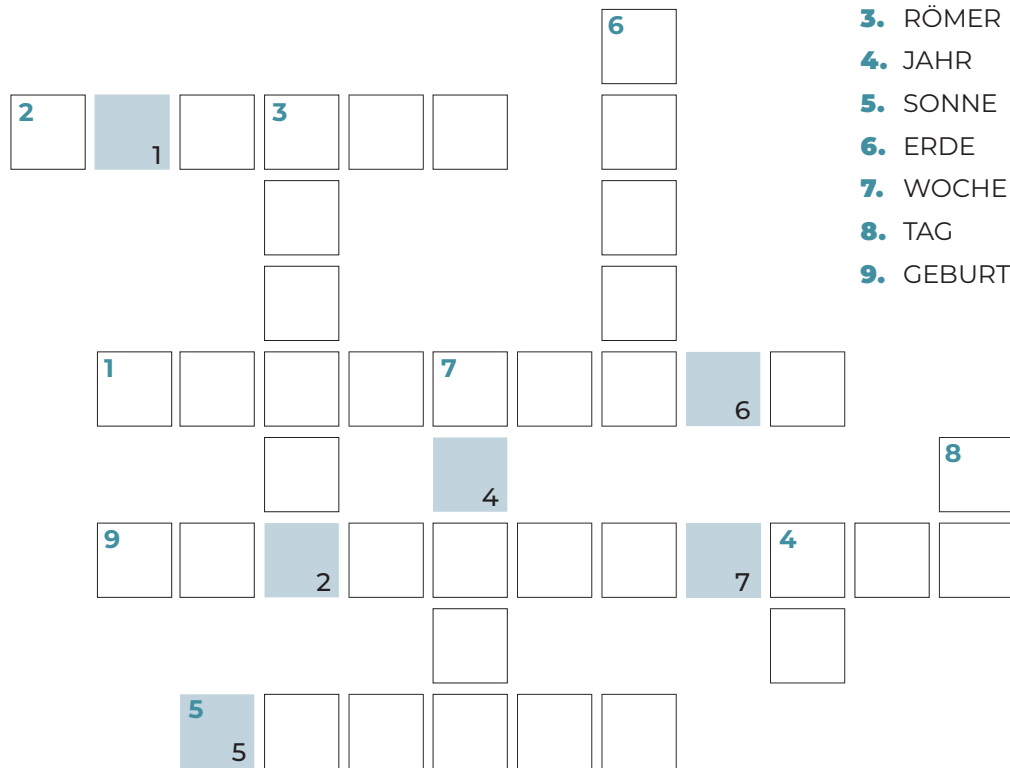 6
3. RÖMER
4. JAHR
5. SONNE
6. ERDE
7. WOCHE
8. TAG
9. GEBURT
2
1
3
1
7
6
4
8
9
2
7
4
5
5